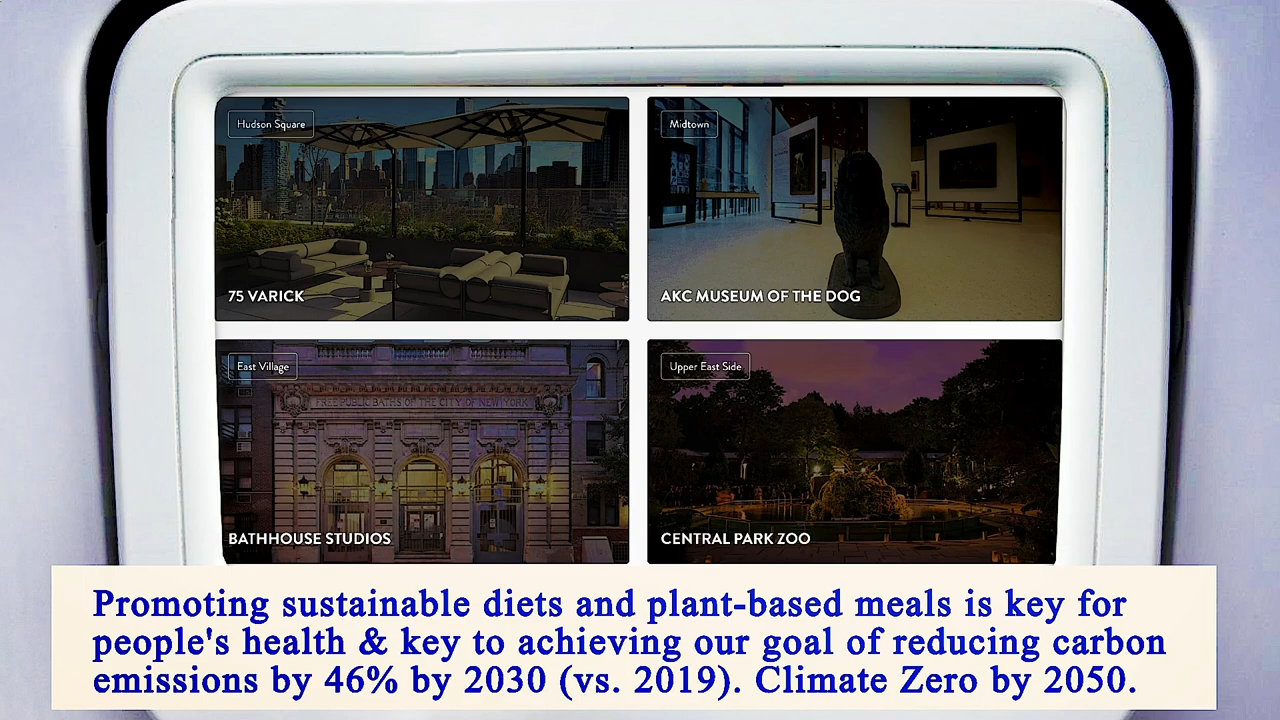 Hudson Square
75 VARICK
Midtown
AKC MUSEUM OF THE DOG
East Village
FREE PUBLIC BATHS OF THE CITY OF NEW YORK
BATHHOUSE STUDIOS
Upper East Side
CENTRAL PARK ZOO
Promoting sustainable diets and plant-based meals is key for
people's health & key to achieving our goal of reducing carbon
emissions by 46% by 2030 (vs. 2019). Climate Zero by 2050.